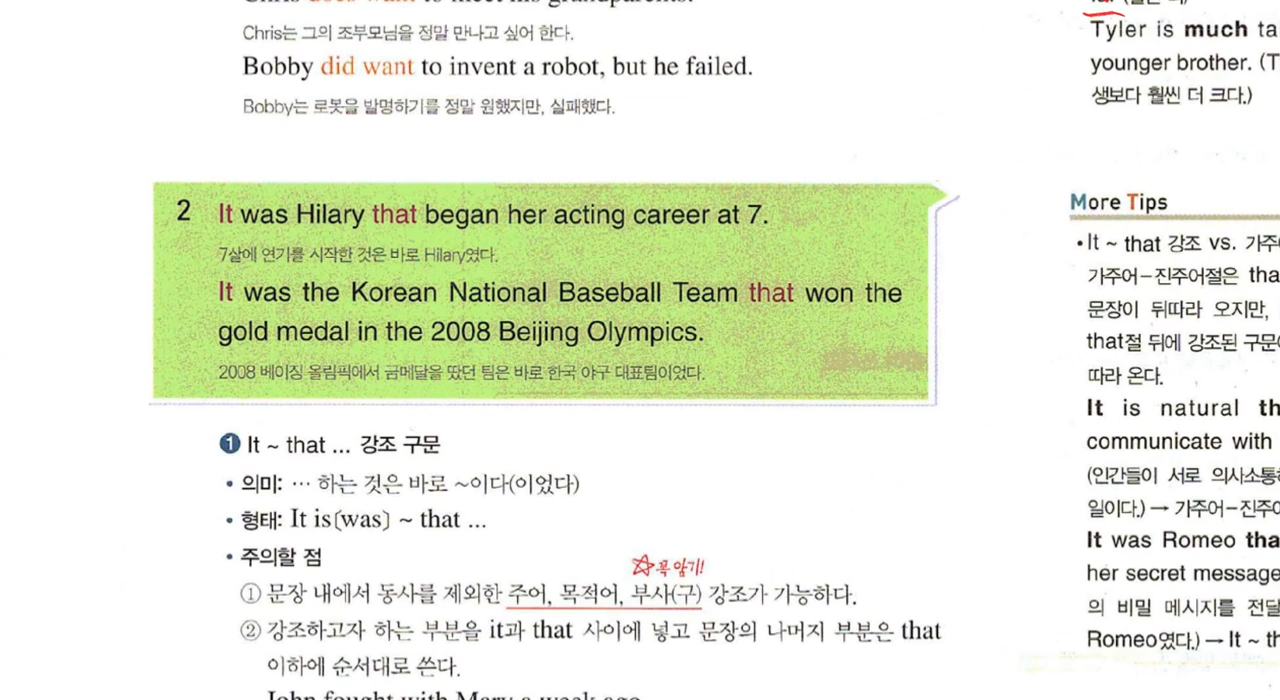 to meet his grandparents.
Chris는 그의 조부모님을 정말 만나고 싶어 한다.
Bobby did want to invent a robot, but he failed.
Bobby는 로봇을 발명하기를 정말 원했지만, 실패했다.
2 It was Hilary that began her acting career at 7.
7살에 연기를 시작한 것은 바로 Hilary였다.
It was the Korean National Baseball Team that won the
gold medal in the 2008 Beijing Olympics.
2008 베이징 올림픽에서 금메달을 땄던 팀은 바로 한국 야구 대표팀이었다.
❶ It ~ that ... 강조 구문
• 의미: … 하는 것은 바로 ~이다(이었다)
• 형태: It is[was] ~ that ...
• 주의할 점
☆꼭 암기!
① 문장 내에서 동사를 제외한 주어, 목적어, 부사(구) 강조가 가능하다.
② 강조하고자 하는 부분을 it과 that 사이에 넣고 문장의 나머지 부분은 that
이하에 순서대로 쓴다.
John fought with Mary a week ago.
Tyler is much ta
younger brother. (T
생보다 훨씬 더 크다.)
More Tips
• It ~ that 강조 vs. 가주
가주어-진주어절은 tha
문장이 뒤따라 오지만,
that절 뒤에 강조된 구문
따라 온다.
It is natural th
communicate with
(인간들이 서로 의사소통
일이다.) → 가주어-진주
It was Romeo tha
her secret message
의 비밀 메시지를 전달
Romeo였다.) → It ~ th